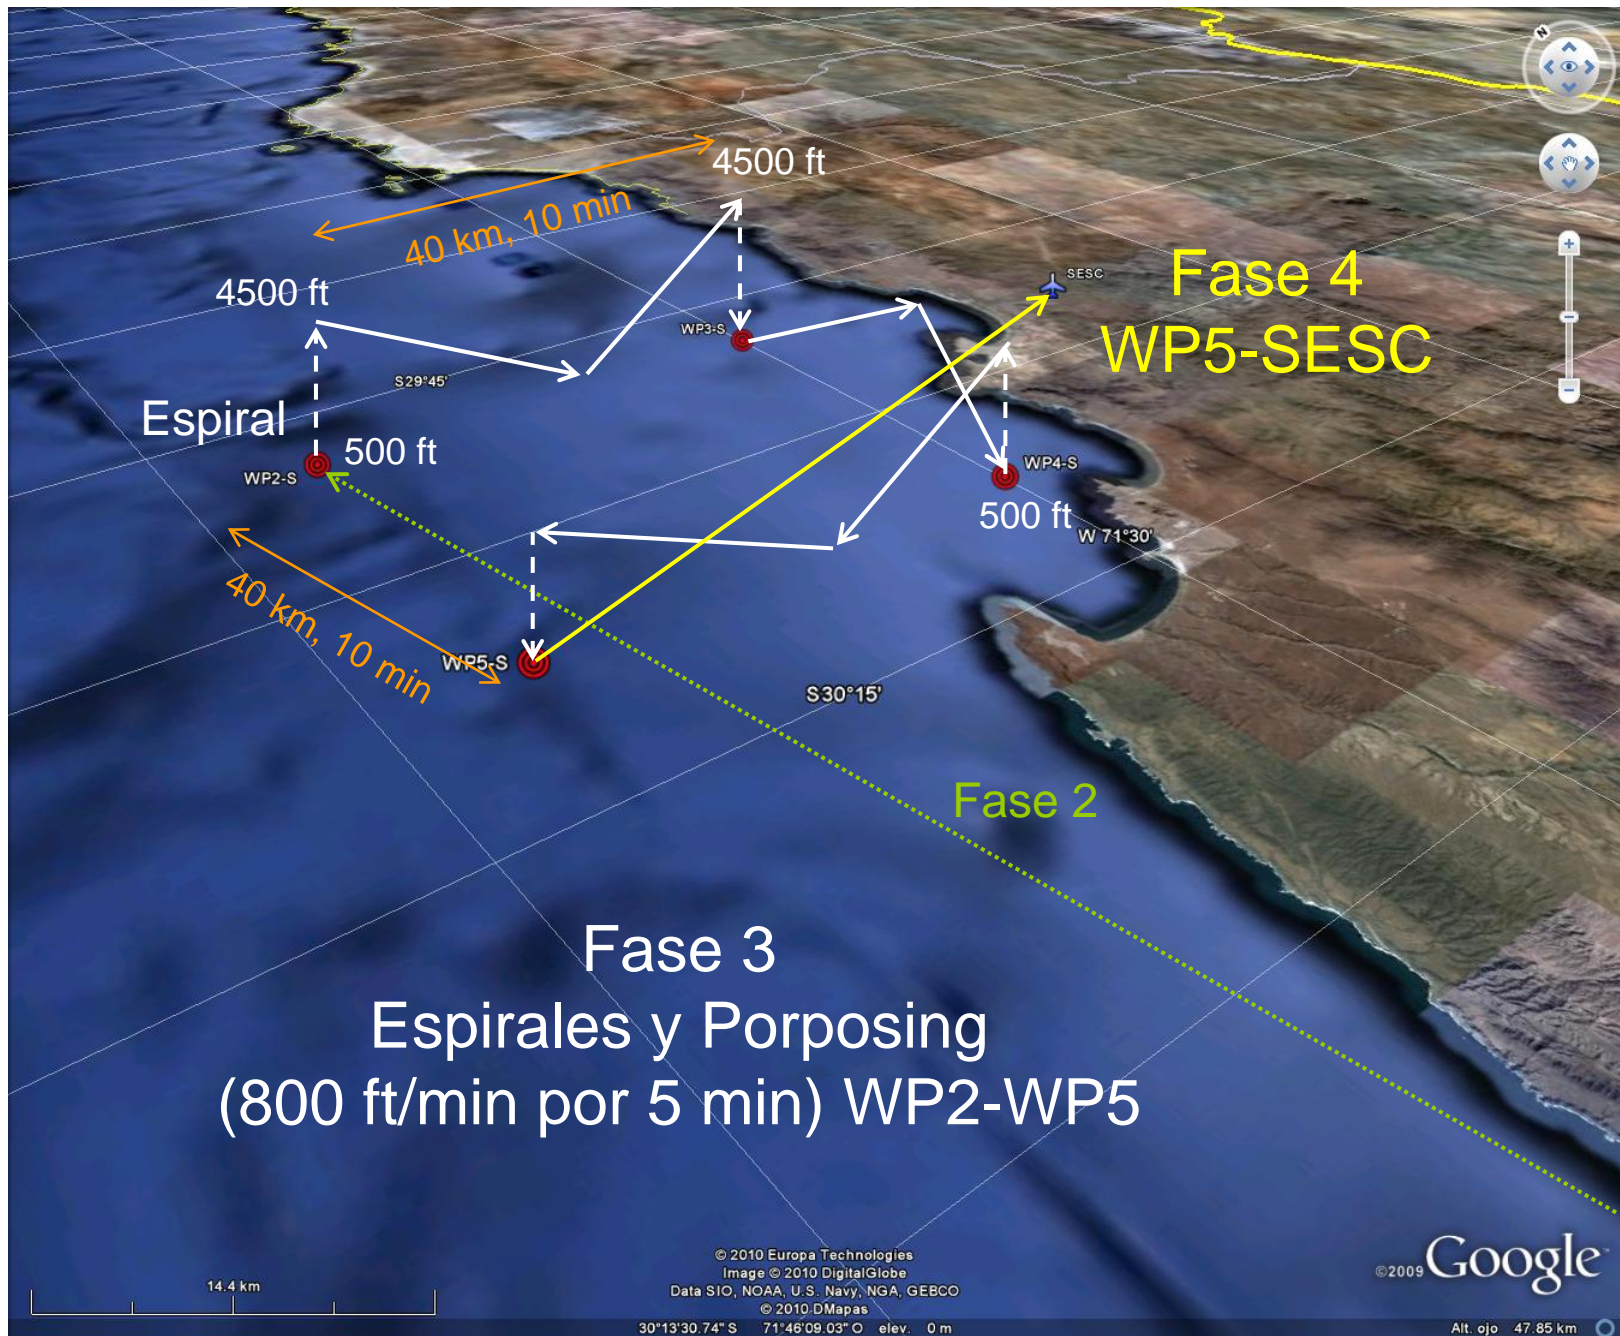 N
4500 ft
40 km, 10 min
SESC
Fase 4
WP5-SESC
4500 ft
WP3-S
S29°45'
Espiral
500 ft
WP2-S
WP4-S
500 ft
W 71°30'
40 km, 10 min
WP5-S
S30°15'
Fase 2
Fase 3
Espirales y Porposing
(800 ft/min por 5 min) WP2-WP5
© 2010 Europa Technologies
Image © 2010 DigitalGlobe
Data SIO, NOAA, U.S. Navy, NGA, GEBCO
© 2010 DMapas
©2009 Google
14.4 km
30°13'30.74" S 71°46'09.03" O elev. 0 m
Alt. ojo 47.85 km